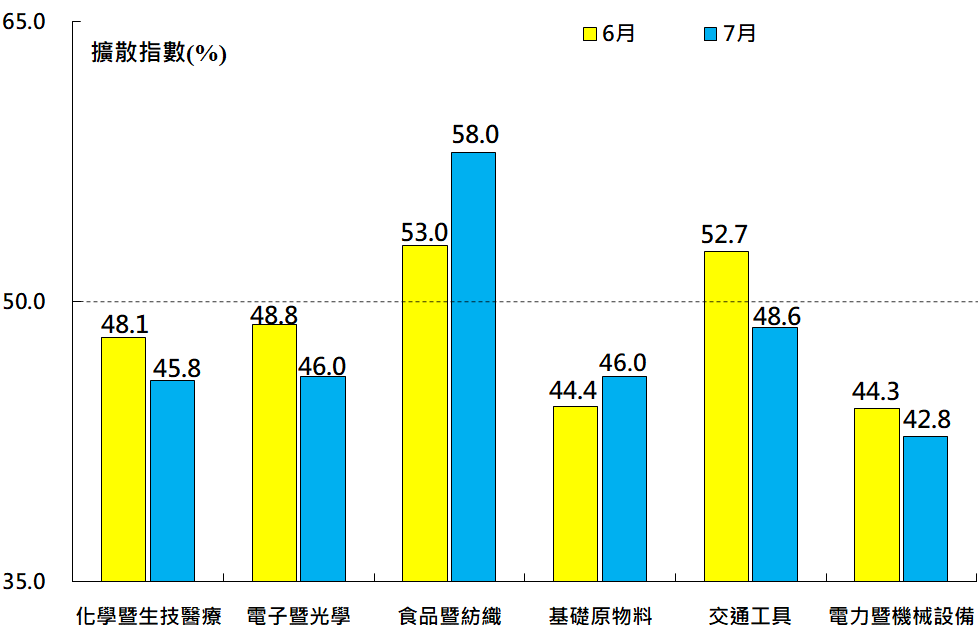 65.0
擴散指數(%)
6月
7月
58.0
53.0
52.7
50.0
48.1
48.8
48.6
45.8
46.0
44.4
46.0
44.3
42.8
35.0
化學暨生技醫療
電子暨光學
食品暨紡織
基礎原物料
交通工具
電力暨機械設備